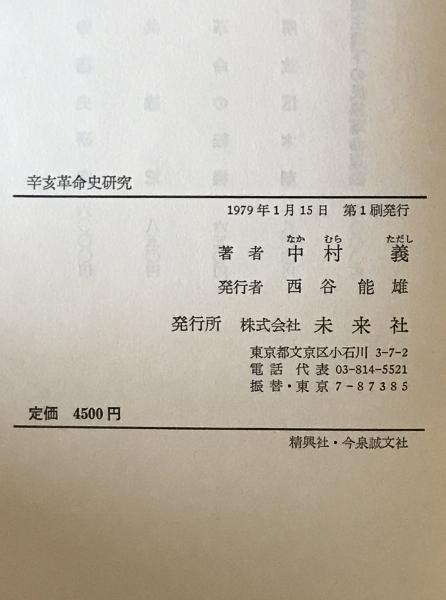 辛亥革命史研究
1979年1月15日 第1刷発行
なか むら ただし
著者 中村 義
発行者 西谷能雄
発行所 株式会社 未来社
東京都文京区小石川 3-7-2
電話 代表 03-814-5521
振替・東京 7-87385
定価 4500円
精興社・今泉誠文社